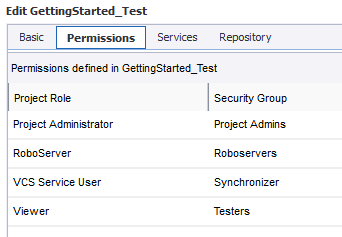 Edit GettingStarted_Test
Basic Permissions Services Repository
Permissions defined in GettingStarted_Test
Project Role Security Group
Project Administrator Project Admins
RoboServer Roboservers
VCS Service User Synchronizer
Viewer Testers